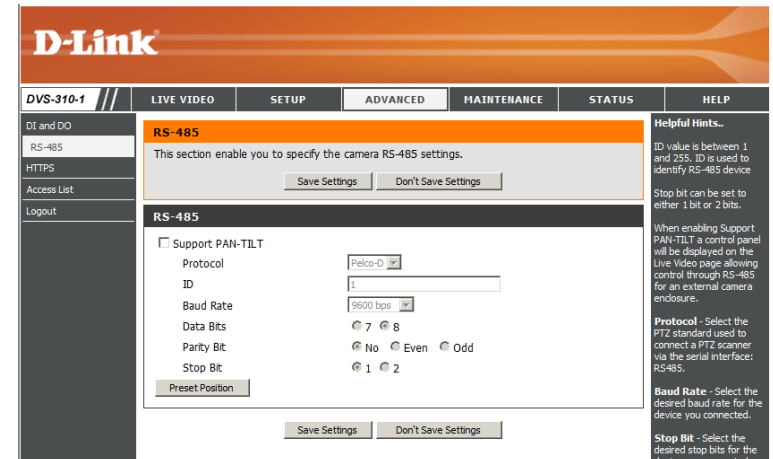 D-Link
DVS-310-1
LIVE VIDEO
SETUP
ADVANCED
MAINTENANCE
STATUS
HELP
DI and DO
RS-485
HTTPS
Access List
Logout
RS-485
This section enable you to specify the camera RS-485 settings.
Save Settings
Don't Save Settings
RS-485
Support PAN-TILT
Protocol
Pelco-D
ID
1
Baud Rate
9600 bps
Data Bits
7
8
Parity Bit
No
Even
Odd
Stop Bit
1
2
Preset Position
Save Settings
Don't Save Settings
Helpful Hints..
ID value is between 1
and 255. ID is used to
identify RS-485 device
Stop bit can be set to
either 1 bit or 2 bits.
When enabling Support
PAN-TILT a control panel
will be displayed on the
Live Video page allowing
control through RS-485
for an external camera
enclosure.
Protocol - Select the
PTZ standard used to
connect a PTZ scanner
via the serial interface:
RS485.
Baud Rate - Select the
desired baud rate for the
device you connected.
Stop Bit - Select the
desired stop bits for the